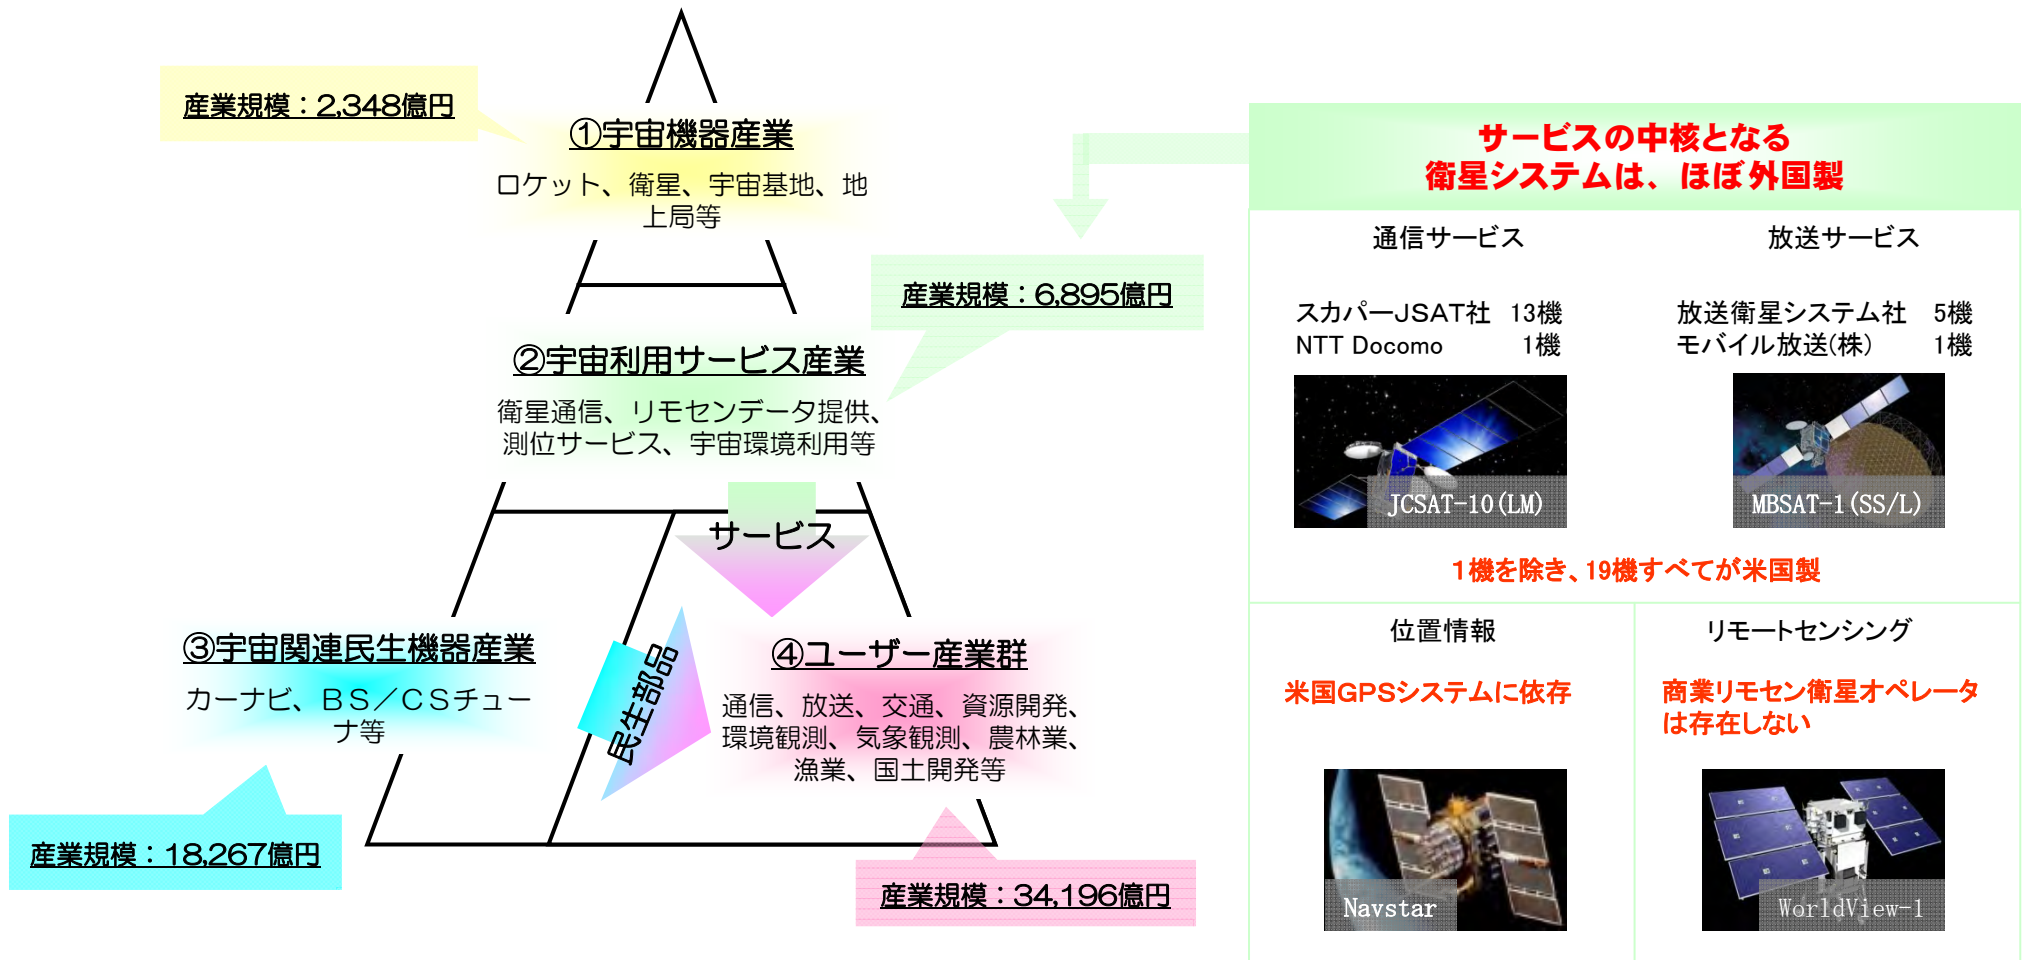 産業規模：2,348億円
①宇宙機器産業
ロケット、衛星、宇宙基地、地
上局等
産業規模：6,895億円
②宇宙利用サービス産業
衛星通信、リモセンデータ提供、
測位サービス、宇宙環境利用等
サービス
③宇宙関連民生機器産業
カーナビ、ＢＳ／ＣＳチュー
ナ等
民生部品
④ユーザー産業群
通信、放送、交通、資源開発、
環境観測、気象観測、農林業、
漁業、国土開発等
産業規模：18,267億円
産業規模：34,196億円
サービスの中核となる
衛星システムは、ほぼ外国製
通信サービス
スカパーJSAT社 13機
NTT Docomo 1機
JCSAT-10(LM)
放送サービス
放送衛星システム社 5機
モバイル放送(株) 1機
MBSAT-1(SS/L)
１機を除き、19機すべてが米国製
位置情報
米国GPSシステムに依存
Navstar
リモートセンシング
商業リモセン衛星オペレータ
は存在しない
WorldView-1